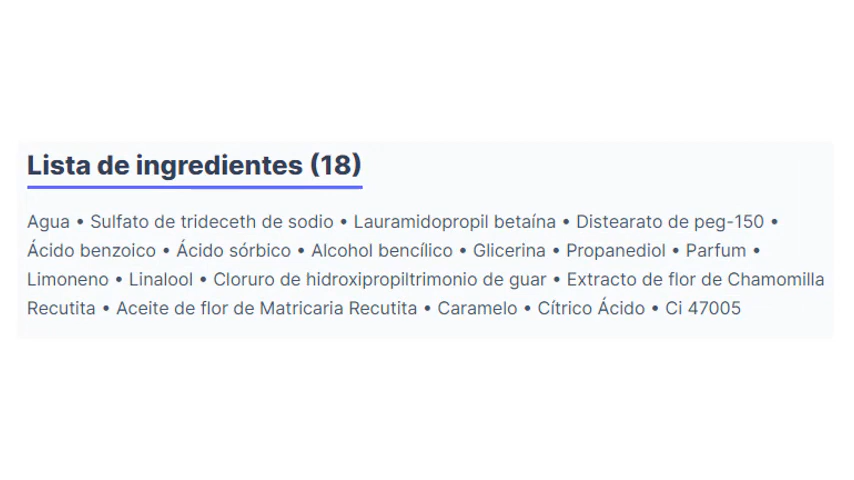 Lista de ingredientes (18)
Agua • Sulfato de trideceth de sodio • Lauramidopropil betaína • Distearato de peg-150 •
Ácido benzoico • Ácido sórbico • Alcohol bencílico • Glicerina • Propanediol • Parfum •
Limoneno • Linalool • Cloruro de hidroxipropiltrimonio de guar • Extracto de flor de Chamomilla
Recutita • Aceite de flor de Matricaria Recutita • Caramelo • Cítrico Ácido • Ci 47005